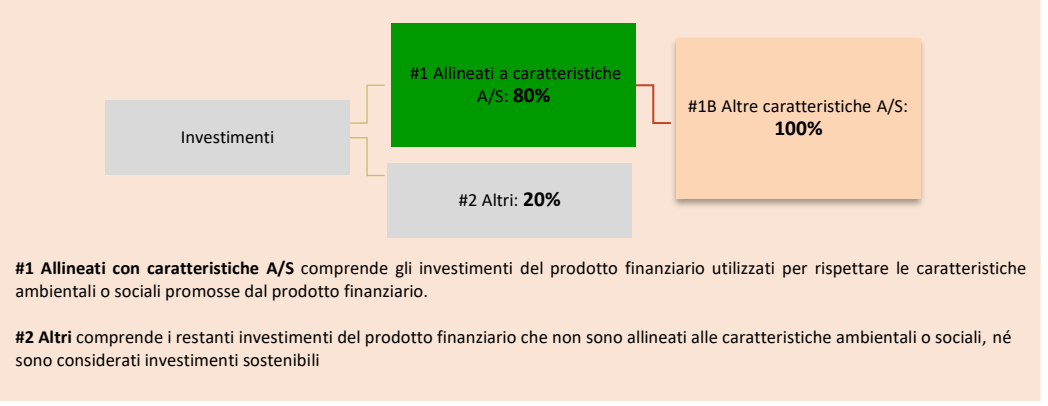 #1 Allineati a caratteristiche
A/S: 80%
#1B Altre caratteristiche A/S:
100%
Investimenti
#2 Altri: 20%
#1 Allineati con caratteristiche A/S comprende gli investimenti del prodotto finanziario utilizzati per rispettare le caratteristiche
ambientali o sociali promosse dal prodotto finanziario.
#2 Altri comprende i restanti investimenti del prodotto finanziario che non sono allineati alle caratteristiche ambientali o sociali, né
sono considerati investimenti sostenibili